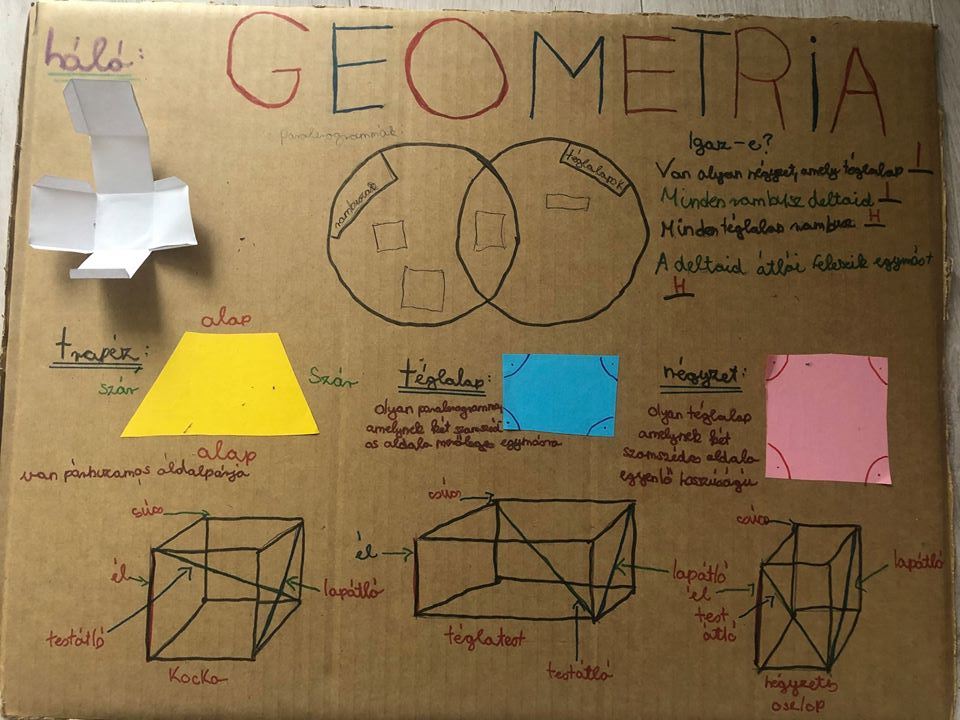 háló:
GEOMETRiA
rombuszok
téglalapok
Igaz-e?
Van olyan négyzet, amely téglalap I
Minden rombusz deltoid I
Minden téglalap rombusz H
A deltoid átlói felezik egymást
H
trapéz:
alap
szár
szár
alap
van párhuzamos oldalpárja
téglalap:
olyan paralelogramma,
amelynek két szomszéd
os oldala merőleges egymásra
négyzet:
olyan téglalap
amelynek két
szomszédos oldala
egyenlő hosszúságú
csúcs
él
testátló
lapátló
Kocka
csúcs
él
lapátló
testátló
téglatest
csúcs
él
test
átló
lapátló
négyzetes
oszlop